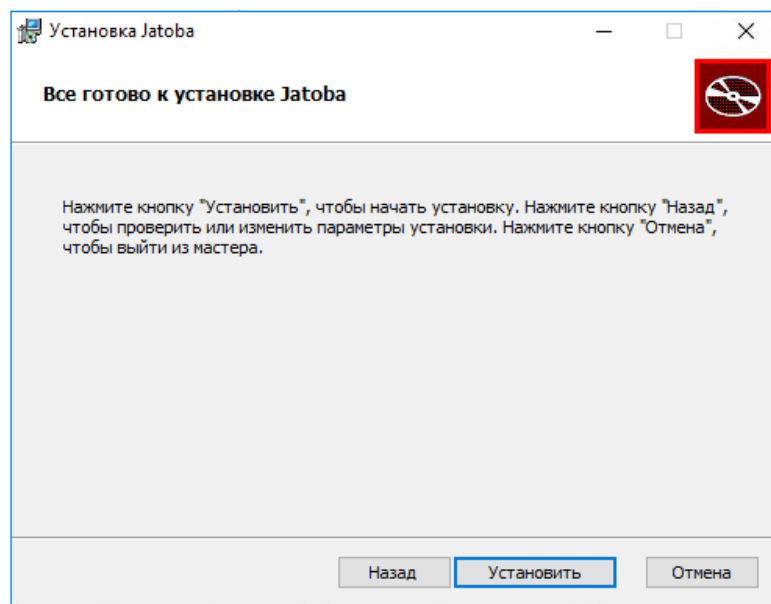 Установка Jatoba
Все готово к установке Jatoba
Нажмите кнопку "Установить", чтобы начать установку. Нажмите кнопку "Назад",
чтобы проверить или изменить параметры установки. Нажмите кнопку "Отмена",
чтобы выйти из мастера.
Назад
Установить
Отмена